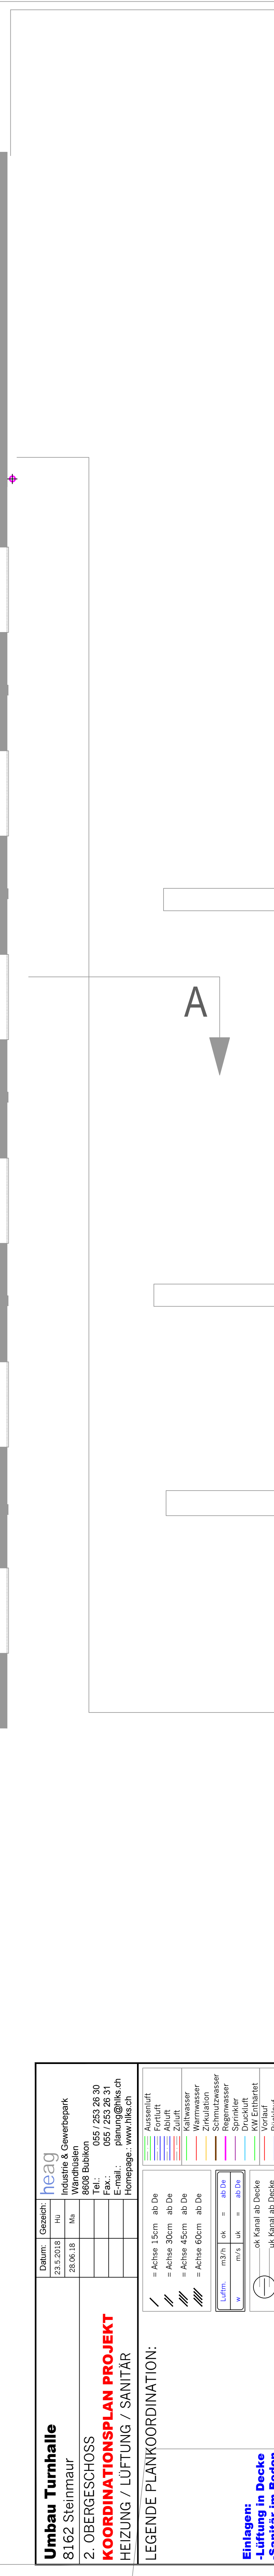 A
Umbau Turnhalle
8162 Steinmaur
2. OBERGESCHOSS
KOORDINATIONSPLAN PROJEKT
HEIZUNG / LÜFTUNG / SANITÄR
Datum: Gezeich:
23.5.2018 Hü
28.06.18 Ma
heag
Industrie & Gewerbepark
Wändhüslen
8608 Bubikon
Tel.: 055 / 253 26 30
Fax.: 055 / 253 26 31
E-mail.: planung@hlks.ch
Homepage.: www.hlks.ch
LEGENDE PLANKOORDINATION:
= Achse 15cm ab De
= Achse 30cm ab De
= Achse 45cm ab De
= Achse 60cm ab De
Aussenluft
Fortluft
Abluft
Zuluft
Kaltwasser
Warmwasser
Zirkulation
Schmutzwasser
Regenwasser
Sprinkler
Druckluft
KW Enthärtet
Vorlauf
Luftm. m3/h ok = ab De
w m/s uk = ab De
ok Kanal ab Decke
uk Kanal ab Decke
Einlagen:
-Lüftung in Decke
-Sanitär im Boden